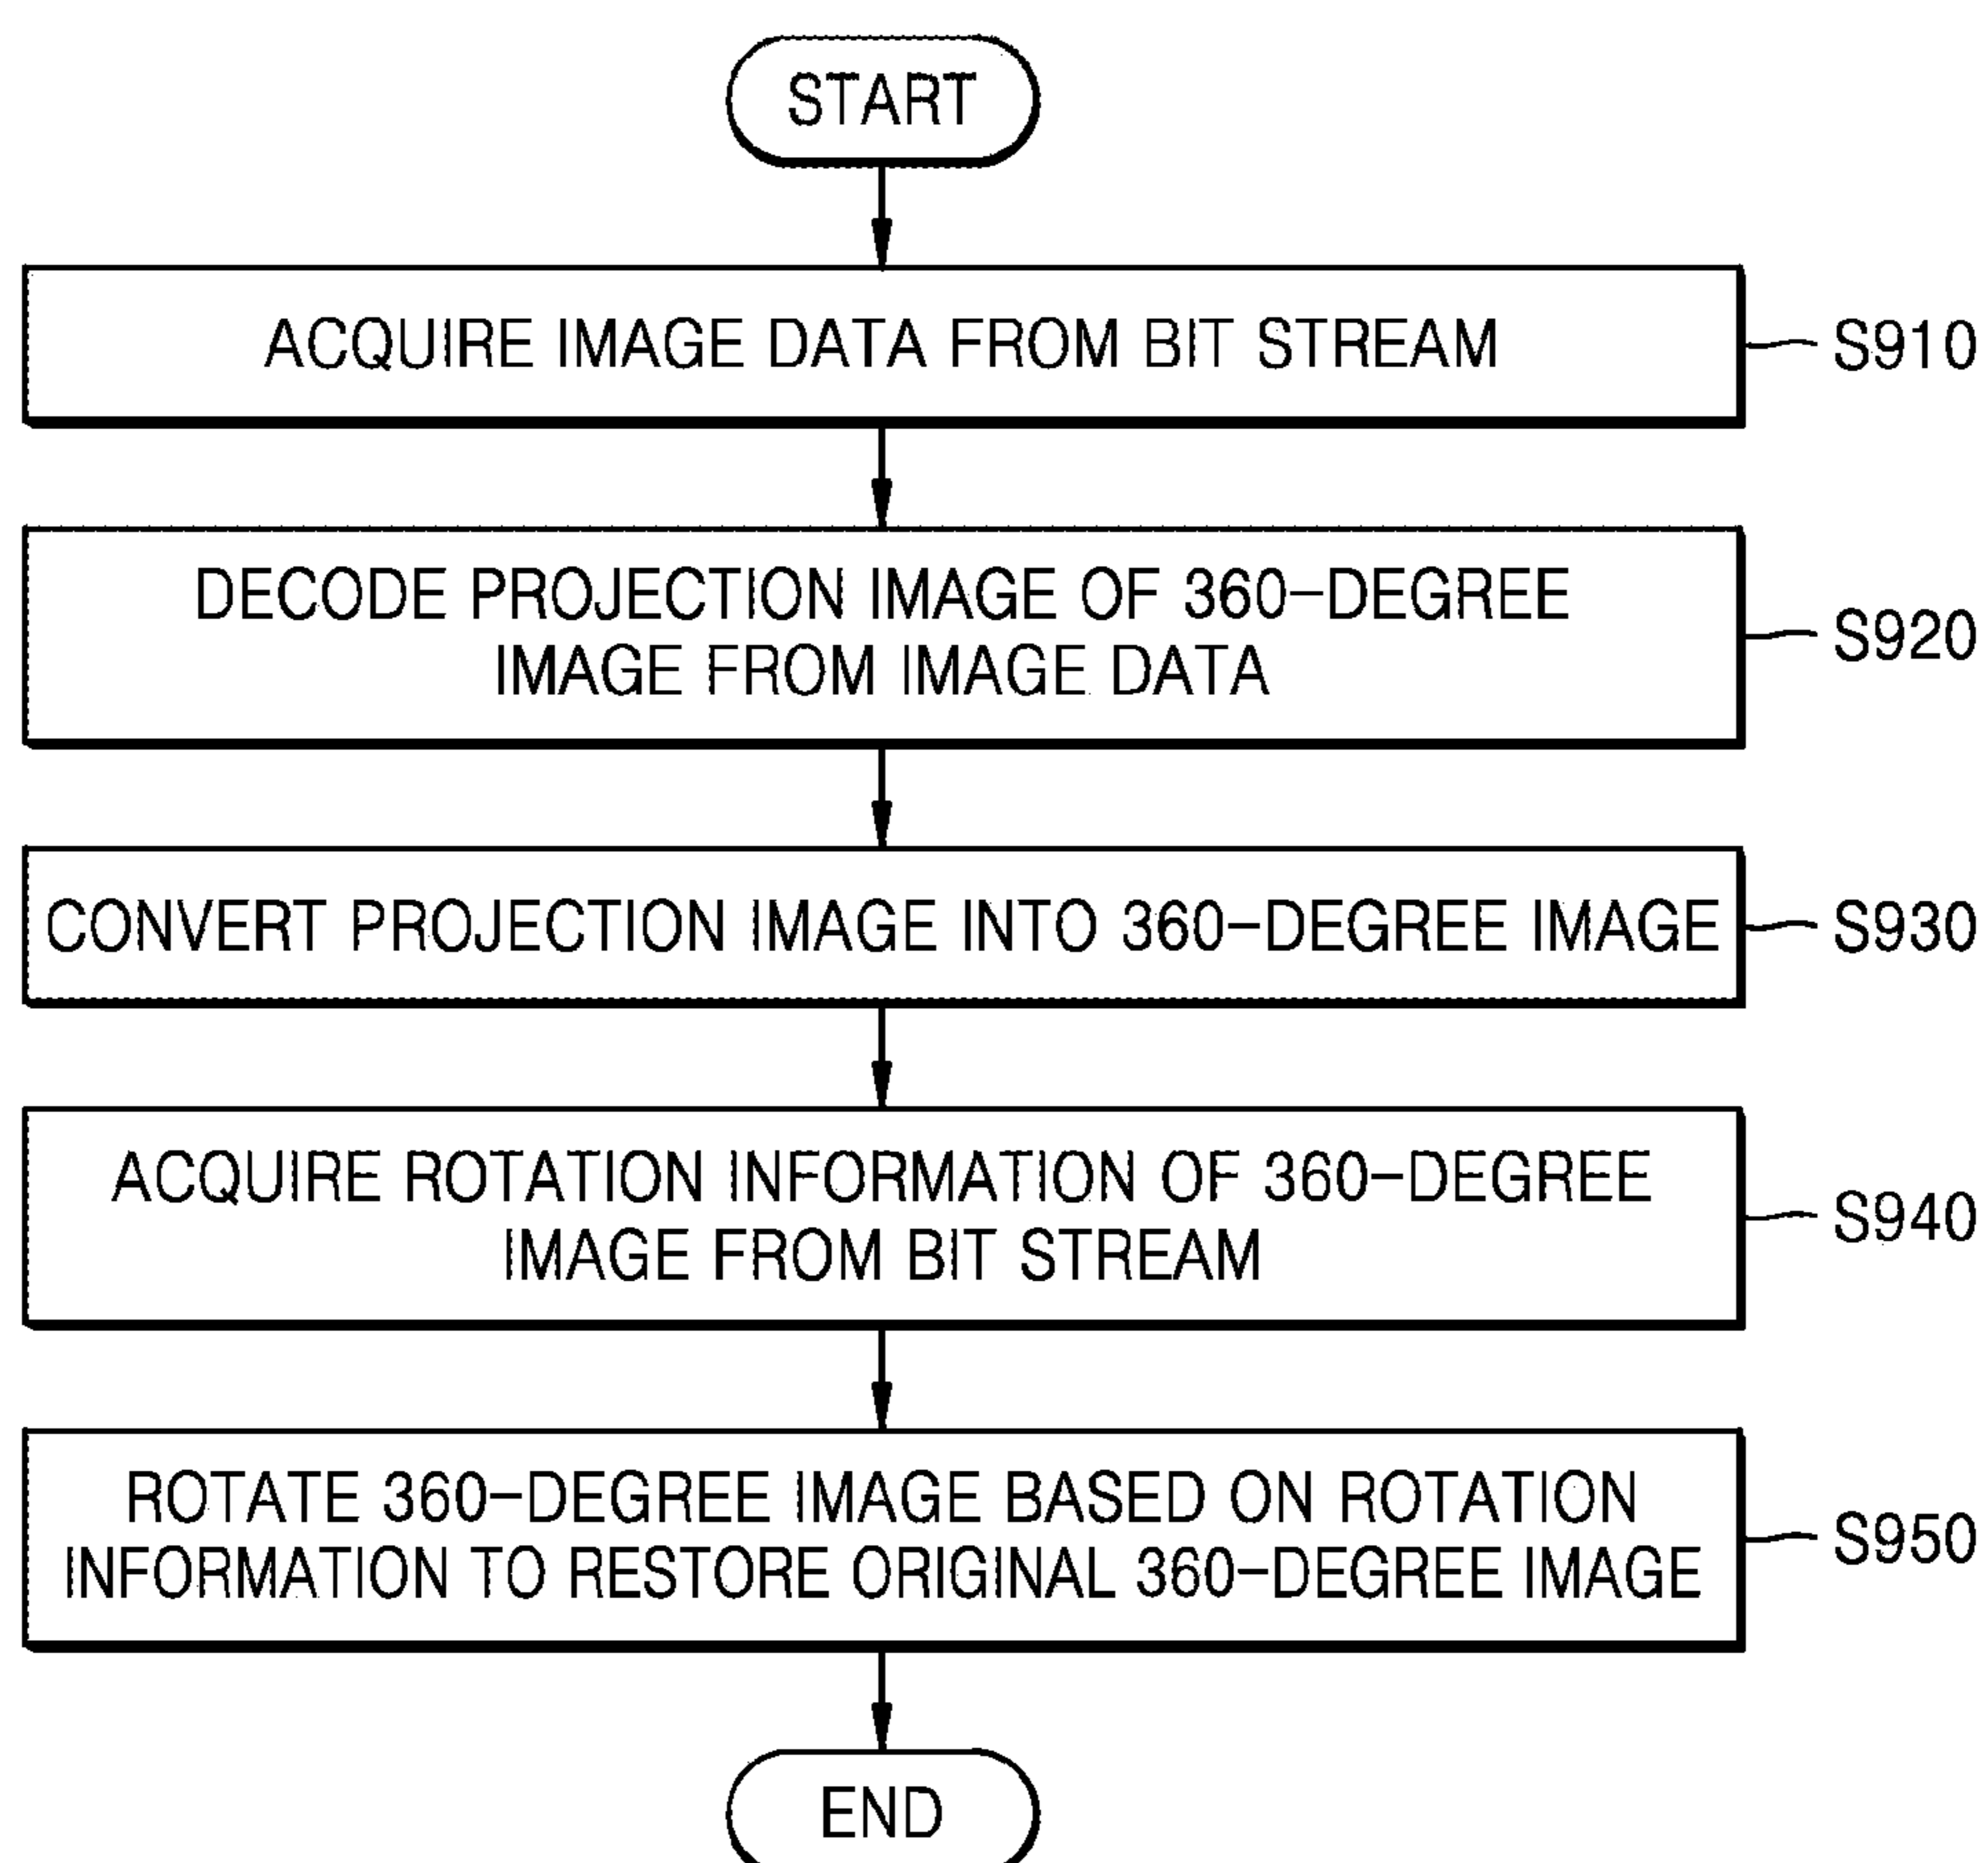 START
ACQUIRE IMAGE DATA FROM BIT STREAM
S910
DECODE PROJECTION IMAGE OF 360-DEGREE
IMAGE FROM IMAGE DATA
S920
CONVERT PROJECTION IMAGE INTO 360-DEGREE IMAGE
S930
ACQUIRE ROTATION INFORMATION OF 360-DEGREE
IMAGE FROM BIT STREAM
S940
ROTATE 360-DEGREE IMAGE BASED ON ROTATION
INFORMATION TO RESTORE ORIGINAL 360-DEGREE IMAGE
S950
END